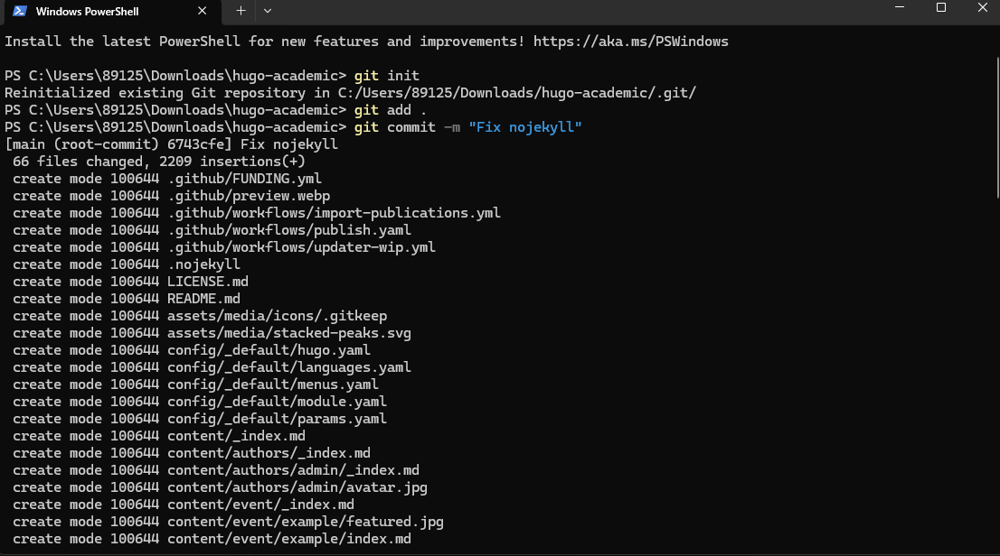 Windows PowerShell
Install the latest PowerShell for new features and improvements! https://aka.ms/PSWindows
PS C:\Users\89125\Downloads\hugo-academic> git init
Reinitialized existing Git repository in C:/Users/89125/Downloads/hugo-academic/.git/
PS C:\Users\89125\Downloads\hugo-academic> git add .
PS C:\Users\89125\Downloads\hugo-academic> git commit -m "Fix nojekyll"
[main (root-commit) 6743cfe] Fix nojekyll
 66 files changed, 2209 insertions(+)
 create mode 100644 .github/FUNDING.yml
 create mode 100644 .github/preview.webp
 create mode 100644 .github/workflows/import-publications.yml
 create mode 100644 .github/workflows/publish.yaml
 create mode 100644 .github/workflows/updater-wip.yml
 create mode 100644 .nojekyll
 create mode 100644 LICENSE.md
 create mode 100644 README.md
 create mode 100644 assets/media/icons/.gitkeep
 create mode 100644 assets/media/stacked-peaks.svg
 create mode 100644 config/_default/hugo.yaml
 create mode 100644 config/_default/languages.yaml
 create mode 100644 config/_default/menus.yaml
 create mode 100644 config/_default/module.yaml
 create mode 100644 config/_default/params.yaml
 create mode 100644 content/_index.md
 create mode 100644 content/authors/_index.md
 create mode 100644 content/authors/admin/_index.md
 create mode 100644 content/authors/admin/avatar.jpg
 create mode 100644 content/event/_index.md
 create mode 100644 content/event/example/featured.jpg
 create mode 100644 content/event/example/index.md